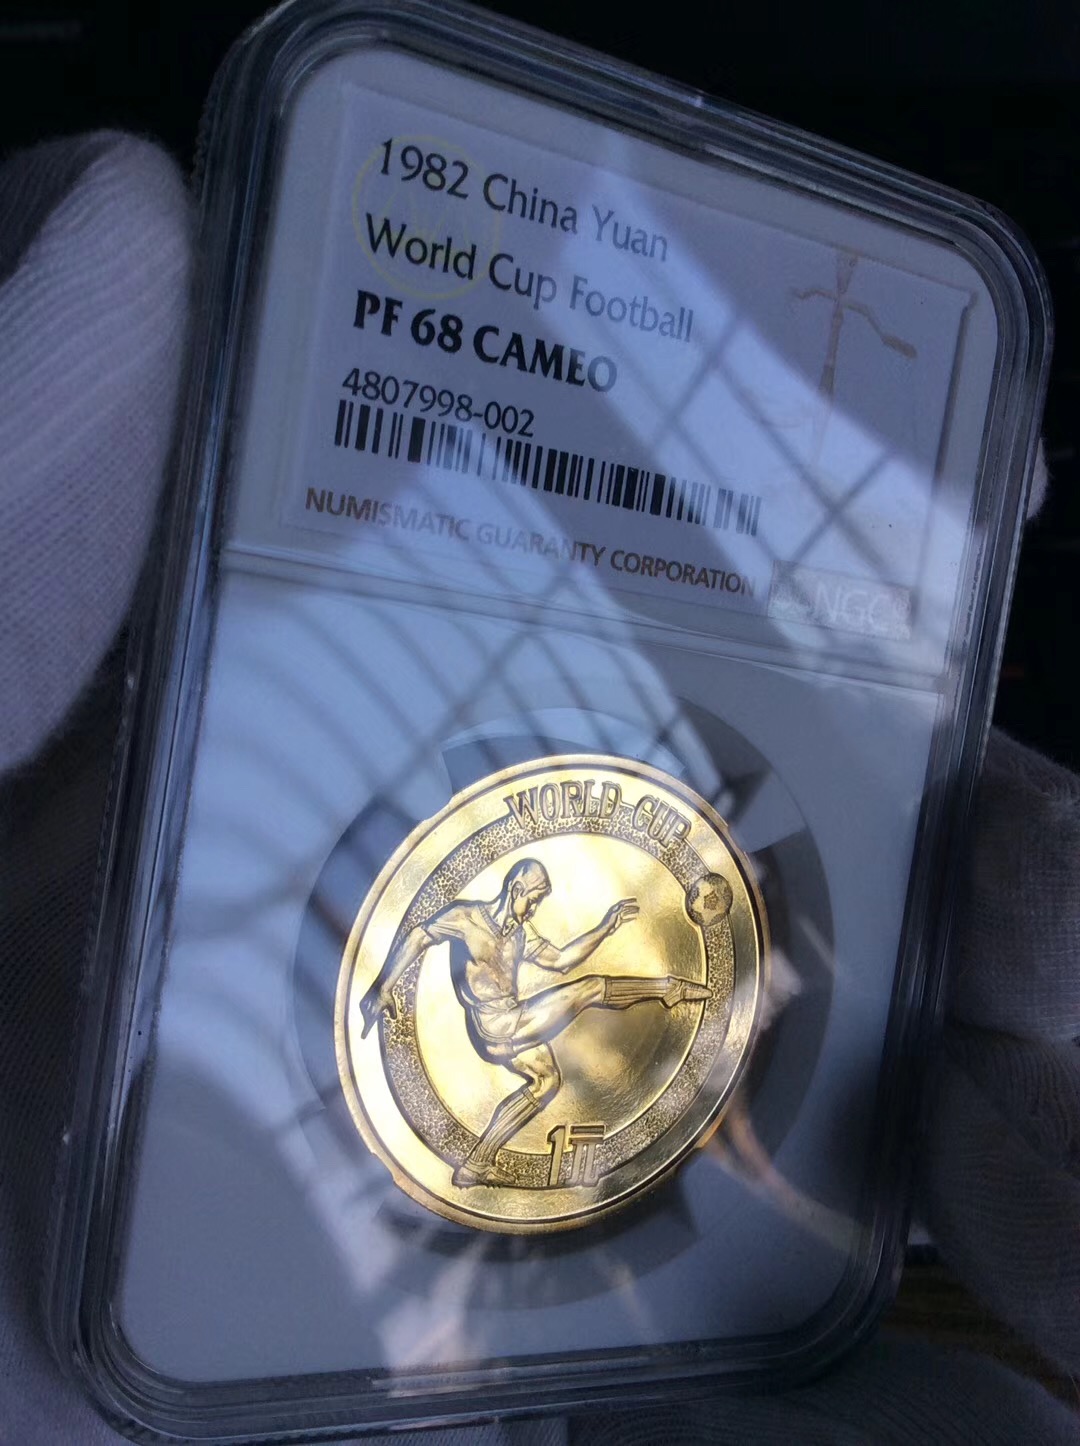 1982 China Yuan
World Cup Football
PF 68 CAMEO
4807998-002
NUMISMATIC GUARANTY CORPORATION
NGC
WORLD CUP
1元